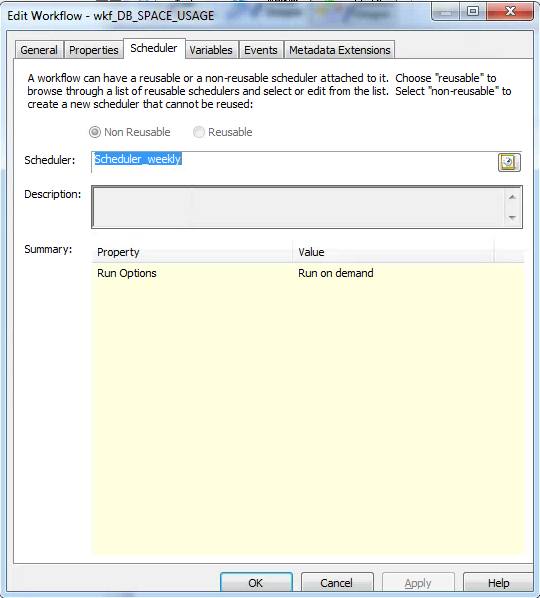 Edit Workflow - wkf_DB_SPACE_USAGE
General Properties Scheduler Variables Events Metadata Extensions
A workflow can have a reusable or a non-reusable scheduler attached to it. Choose "reusable" to
browse through a list of reusable schedulers and select or edit from the list. Select "non-reusable" to
create a new scheduler that cannot be reused:
Non Reusable Reusable
Scheduler: Scheduler_weekly
Description:
Summary: Property Value
Run Options Run on demand
OK Cancel Apply Help